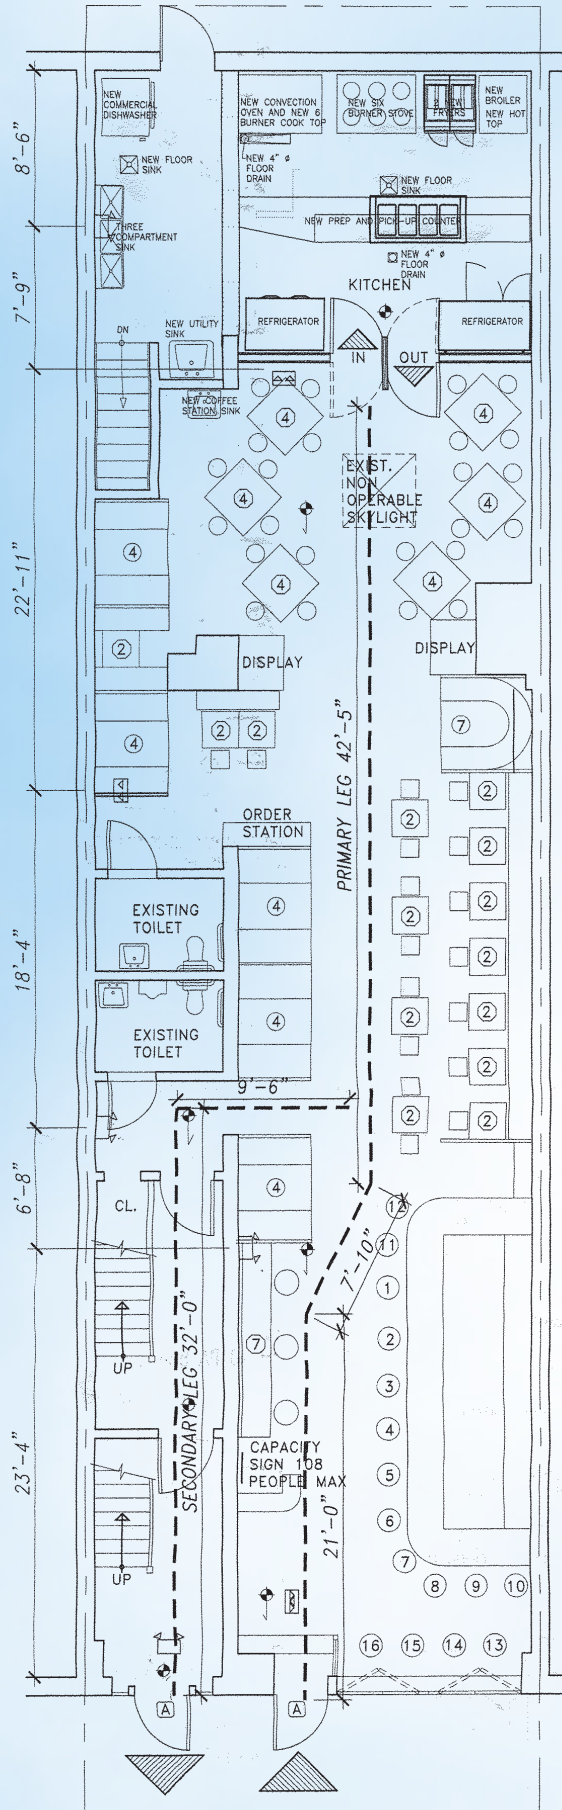 NEW
COMMERCIAL
DISHWASHER
NEW CONVECTION
OVEN AND NEW 6
BURNER COOK TOP
NEW SIX
BURNER STOVE
2 NEW
FRYERS
NEW
BROILER
NEW HOT
TOP
8'-6"
NEW FLOOR
SINK
NEW 4" ø
FLOOR
DRAIN
NEW
FLOOR
SINK
THREE
COMPARTMENT
SINK
NEW PREP AND PICK-UP COUNTER
NEW 4" ø
FLOOR
DRAIN
KITCHEN
7'-9"
DN
NEW UTILITY
SINK
REFRIGERATOR
REFRIGERATOR
IN
OUT
NEW COFFEE
STATION SINK
4
4
EXIST.
NON
OPERABLE
SKYLIGHT
4
4
4
4
4
22'-11"
2
DISPLAY
DISPLAY
4
2
2
7
PRIMARY LEG 42'-5"
2
2
ORDER
STATION
2
EXISTING
TOILET
4
2
2
18'-4"
2
EXISTING
TOILET
4
2
2
2
9'-6"
2
2
6'-8"
CL.
4
12
11
7'-10"
1
UP
SECONDARY LEG 32'-0"
7
2
3
4
23'-4"
CAPACITY
SIGN 108
PEOPLE MAX
5
6
21'-0"
7
8
9
10
UP
16
15
14
13
A
A